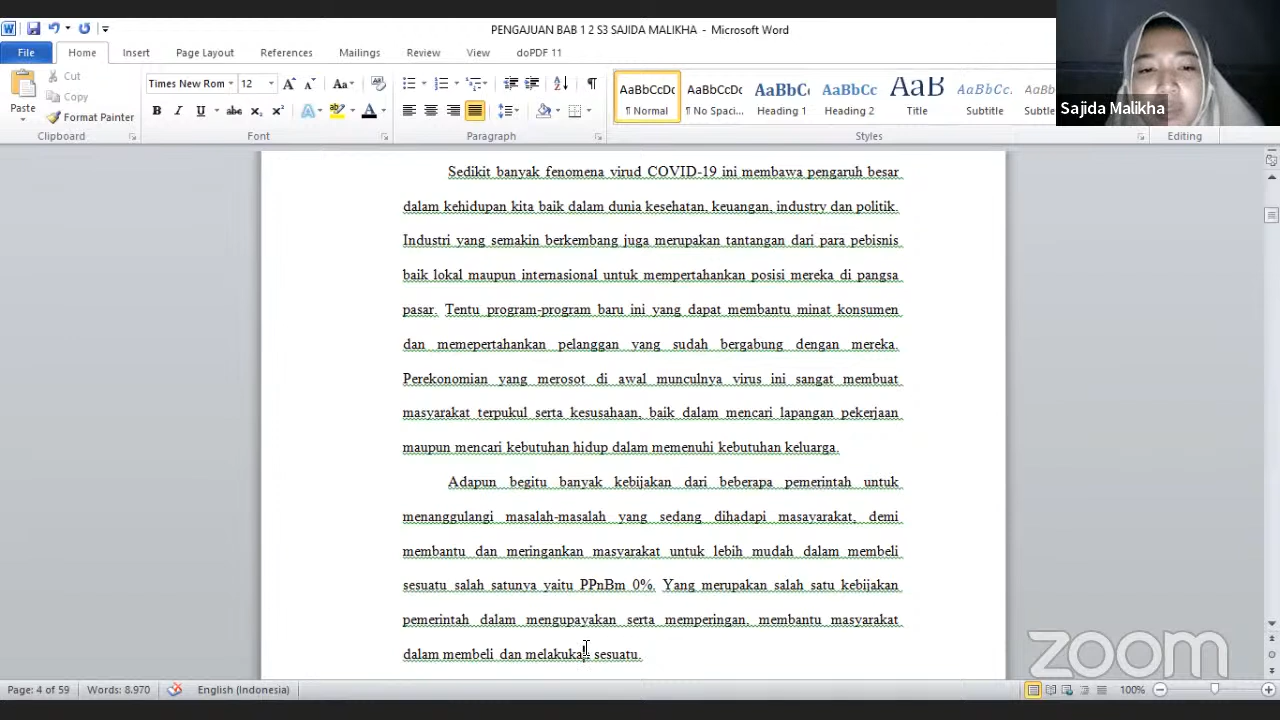 PENGAJUAN BAB 1 2 S3 SAJIDA MALIKHA - Microsoft Word
File Home Insert Page Layout References Mailings Review View doPDF 11
Paste
Cut
Copy
Format Painter
Clipboard
Times New Rom 12
Font
Paragraph
AaBbCcDc AaBbCcDc AaBbCc AaBbCc AaB AaBbCc. AaBb
¶ Normal ¶ No Spaci... Heading 1 Heading 2 Title Subtitle Subtle
Styles
Editing
Sajida Malikha
Sedikit banyak fenomena virud COVID-19 ini membawa pengaruh besar
dalam kehidupan kita baik dalam dunia kesehatan, keuangan, industry dan politik.
Industri yang semakin berkembang juga merupakan tantangan dari para pebisnis
baik lokal maupun internasional untuk mempertahankan posisi mereka di pangsa
pasar. Tentu program-program baru ini yang dapat membantu minat konsumen
dan memepertahankan pelanggan yang sudah bergabung dengan mereka.
Perekonomian yang merosot di awal munculnya virus ini sangat membuat
masyarakat terpukul serta kesusahaan, baik dalam mencari lapangan pekerjaan
maupun mencari kebutuhan hidup dalam memenuhi kebutuhan keluarga.
Adapun begitu banyak kebijakan dari beberapa pemerintah untuk
menanggulangi masalah-masalah yang sedang dihadapi masayarakat, demi
membantu dan meringankan masyarakat untuk lebih mudah dalam membeli
sesuatu salah satunya yaitu PPnBm 0%. Yang merupakan salah satu kebijakan
pemerintah dalam mengupayakan serta memperingan, membantu masyarakat
dalam membeli dan melakukan sesuatu.
zoom
Page: 4 of 59 Words: 8.970 English (Indonesia) 100%